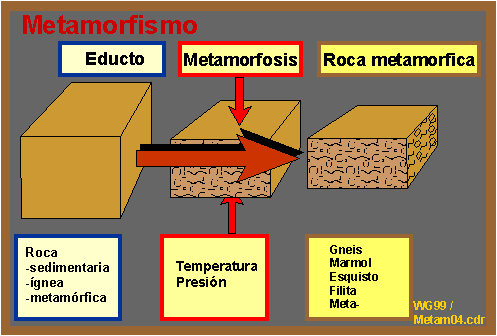 Metamorfismo
Educto
Metamorfosis
Roca metamorfica
Roca
-sedimentaria
-ígnea
-metamórfica
Temperatura
Presión
Gneis
Marmol
Esquisto
Filita
Meta-
WG99 /
Metam04.cdr